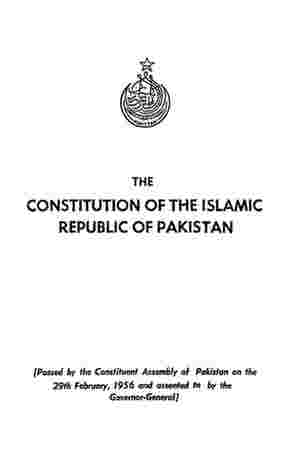 THE
CONSTITUTION OF THE ISLAMIC
REPUBLIC OF PAKISTAN
[Passed by the Constituent Assembly of Pakistan on the
29th February, 1956 and assented to by the
Governor-General]